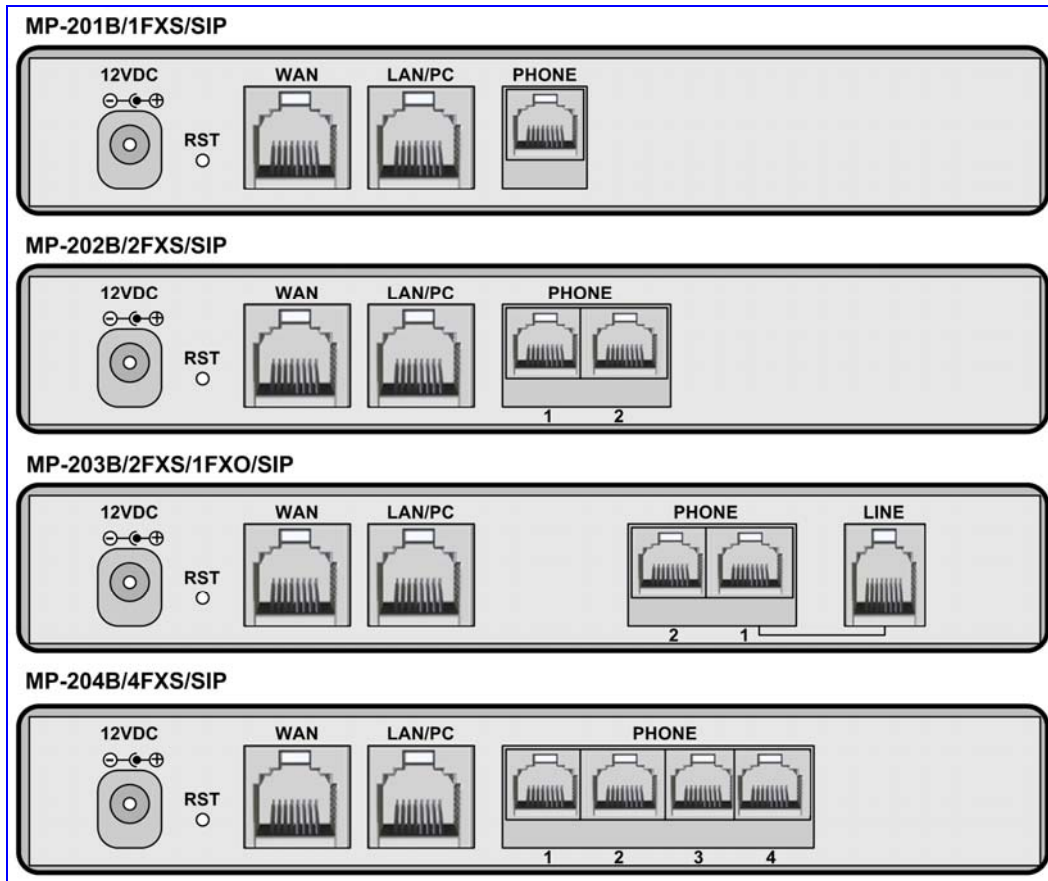 MP-201B/1FXS/SIP
12VDC WAN LAN/PC PHONE
RST
MP-202B/2FXS/SIP
12VDC WAN LAN/PC PHONE
RST
1 2
MP-203B/2FXS/1FXO/SIP
12VDC WAN LAN/PC PHONE LINE
RST
2 1
MP-204B/4FXS/SIP
12VDC WAN LAN/PC PHONE
RST
1 2 3 4